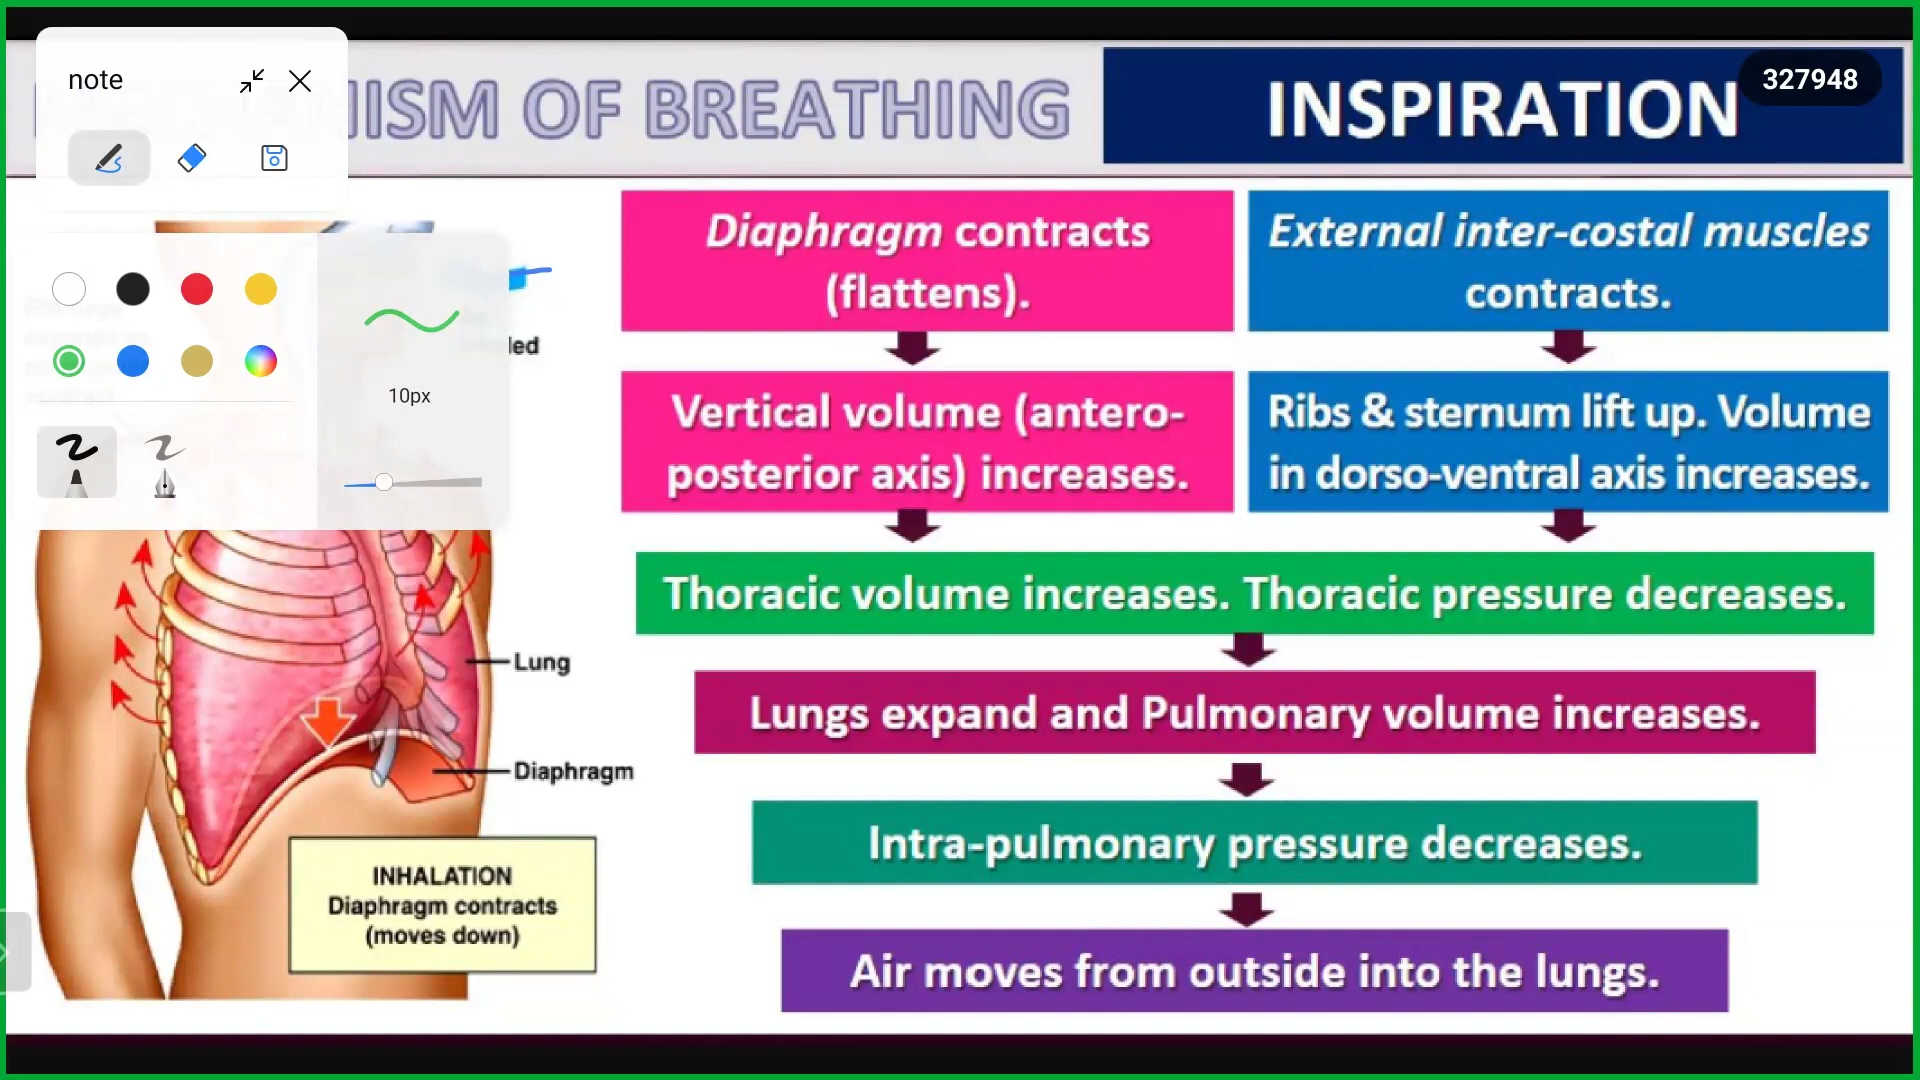 note
ISM OF BREATHING
INSPIRATION
327948
Diaphragm contracts
(flattens).
External inter-costal muscles
contracts.
led
10px
Vertical volume (antero-
posterior axis) increases.
Ribs & sternum lift up. Volume
in dorso-ventral axis increases.
Thoracic volume increases. Thoracic pressure decreases.
Lung
Lungs expand and Pulmonary volume increases.
Diaphragm
Intra-pulmonary pressure decreases.
INHALATION
Diaphragm contracts
(moves down)
Air moves from outside into the lungs.